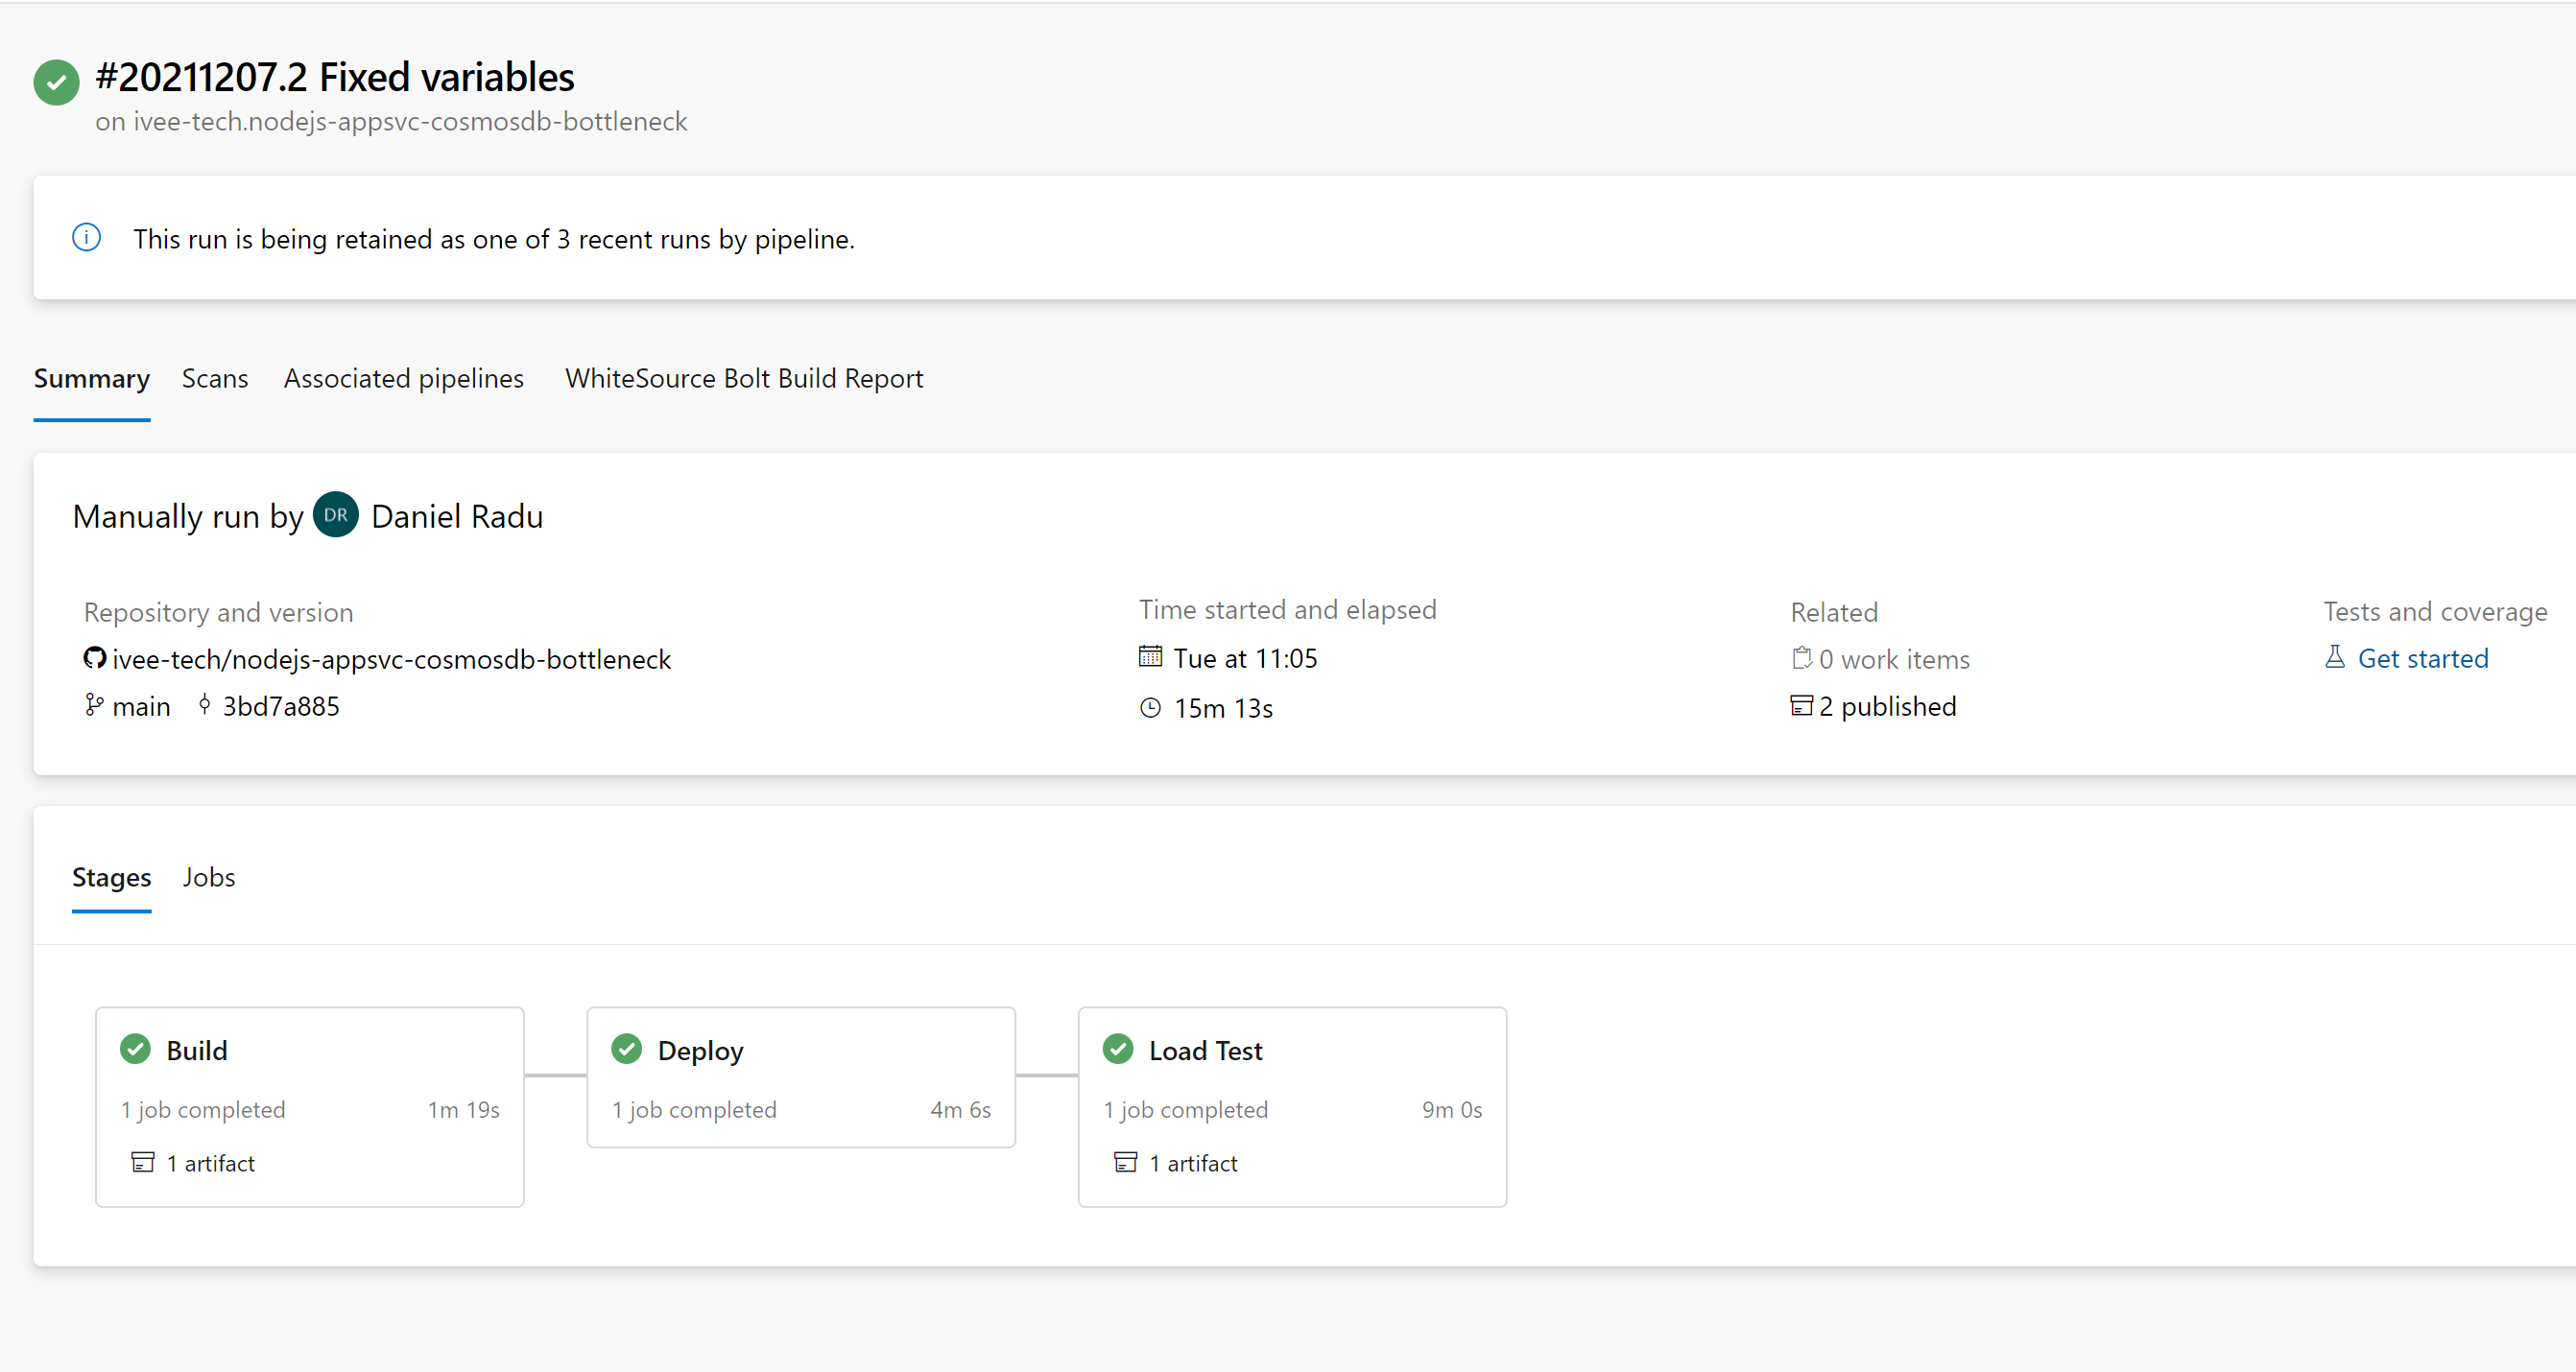 #20211207.2 Fixed variables
on ivee-tech.nodejs-appsvc-cosmosdb-bottleneck
This run is being retained as one of 3 recent runs by pipeline.
Summary Scans Associated pipelines WhiteSource Bolt Build Report
Manually run by DR Daniel Radu
Repository and version Time started and elapsed Related Tests and coverage
ivee-tech/nodejs-appsvc-cosmosdb-bottleneck Tue at 11:05 0 work items Get started
main 3bd7a885 15m 13s 2 published
Stages Jobs
Build Deploy Load Test
1 job completed 1m 19s 1 job completed 4m 6s 1 job completed 9m 0s
1 artifact 1 artifact